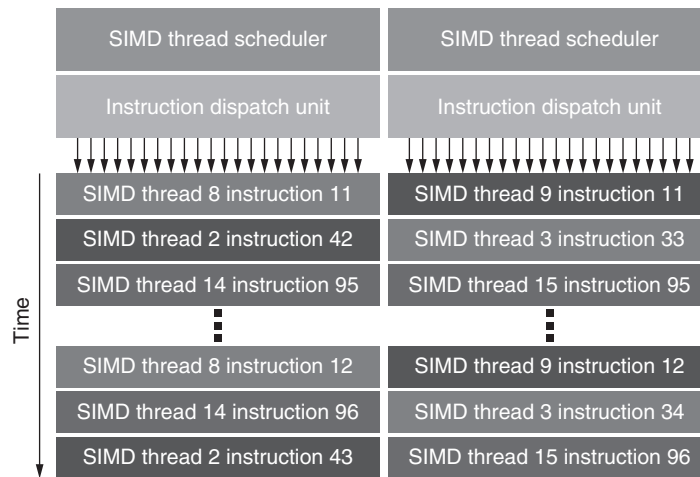 SIMD thread scheduler
SIMD thread scheduler
Instruction dispatch unit
Instruction dispatch unit
Time
SIMD thread 8 instruction 11
SIMD thread 9 instruction 11
SIMD thread 2 instruction 42
SIMD thread 3 instruction 33
SIMD thread 14 instruction 95
SIMD thread 15 instruction 95
SIMD thread 8 instruction 12
SIMD thread 9 instruction 12
SIMD thread 14 instruction 96
SIMD thread 3 instruction 34
SIMD thread 2 instruction 43
SIMD thread 15 instruction 96